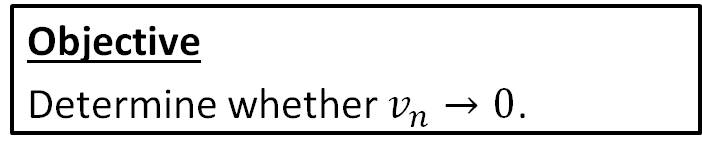 Objective
Determine whether 𝑣ₙ → 0.